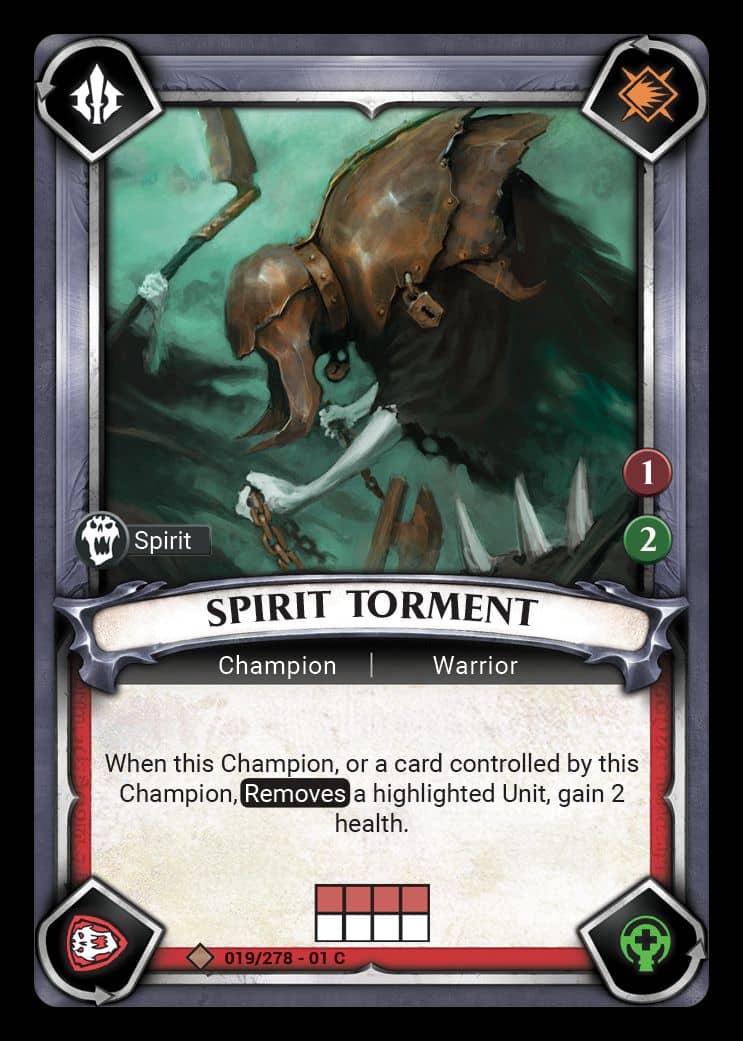 1
Spirit
2
SPIRIT TORMENT
Champion | Warrior
When this Champion, or a card controlled by this
Champion, Removes a highlighted Unit, gain 2
health.
019/278 - 01 C